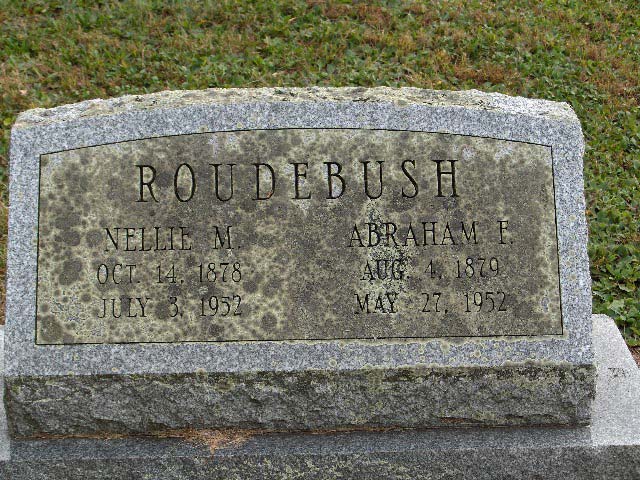 ROUDEBUSH
NELLIE M.
OCT. 14, 1878
JULY 3, 1952
ABRAHAM F.
AUG. 4, 1879
MAY 27, 1952